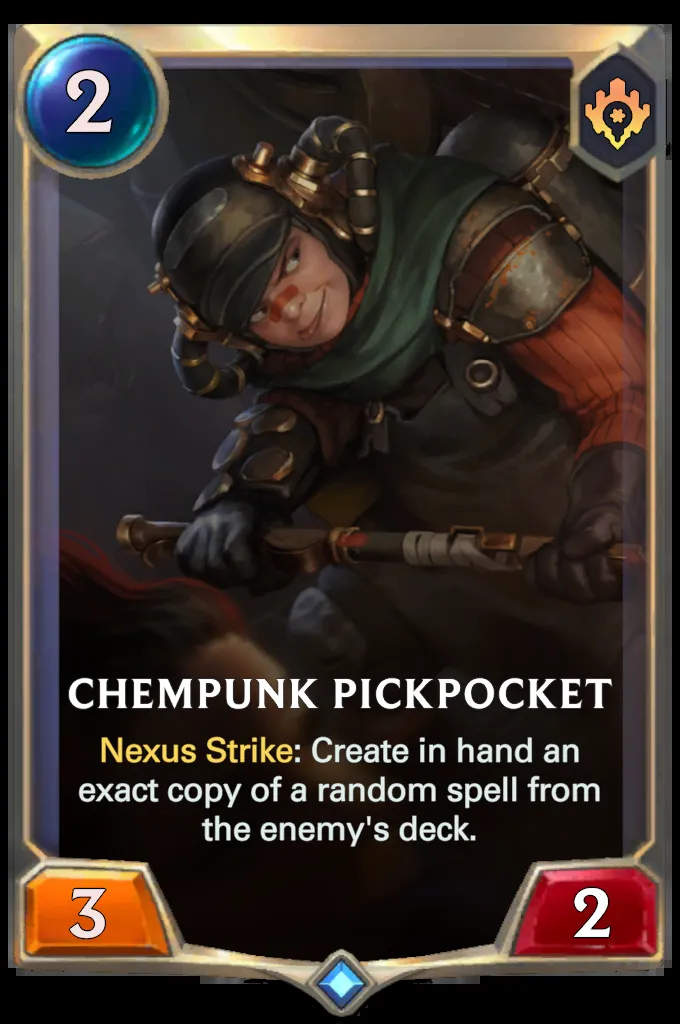 2
CHEMPUNK PICKPOCKET
Nexus Strike: Create in hand an
exact copy of a random spell from
the enemy's deck.
3
2